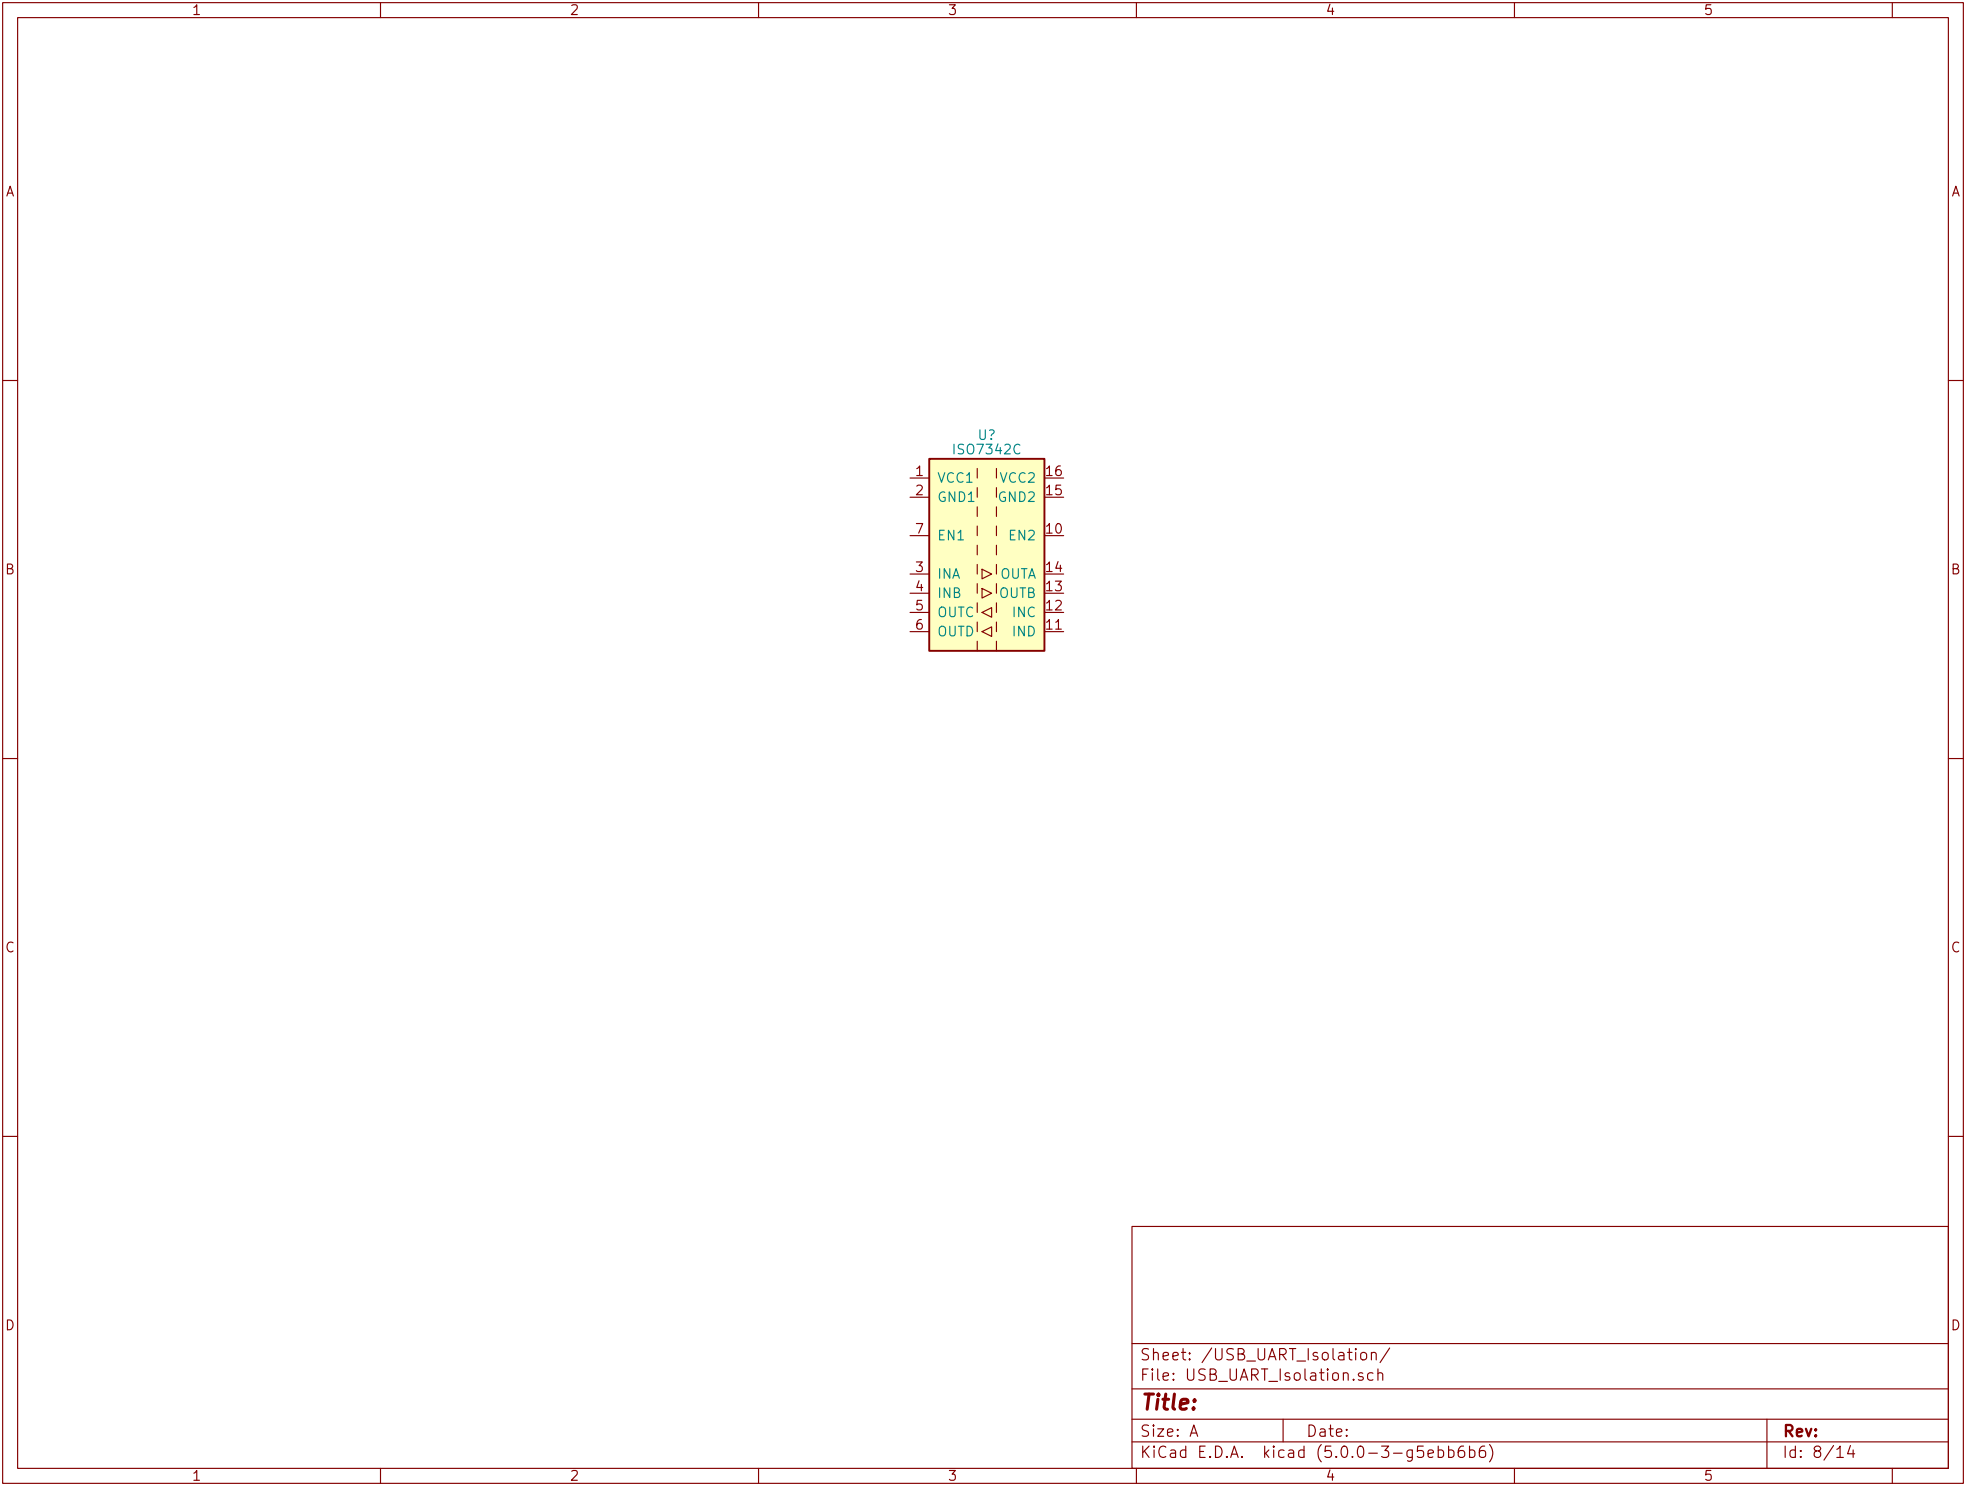 1 2 3 4 5
A A
U?
ISO7342C
1 VCC1 VCC2 16
2 GND1 GND2 15
7 EN1 EN2 10
B B
3 INA OUTA 14
4 INB OUTB 13
5 OUTC INC 12
6 OUTD IND 11
C C
D D
Sheet: /USB_UART_Isolation/
File: USB_UART_Isolation.sch
Title:
Size: A Date: Rev:
KiCad E.D.A. kicad (5.0.0-3-g5ebb6b6) Id: 8/14
1 2 3 4 5